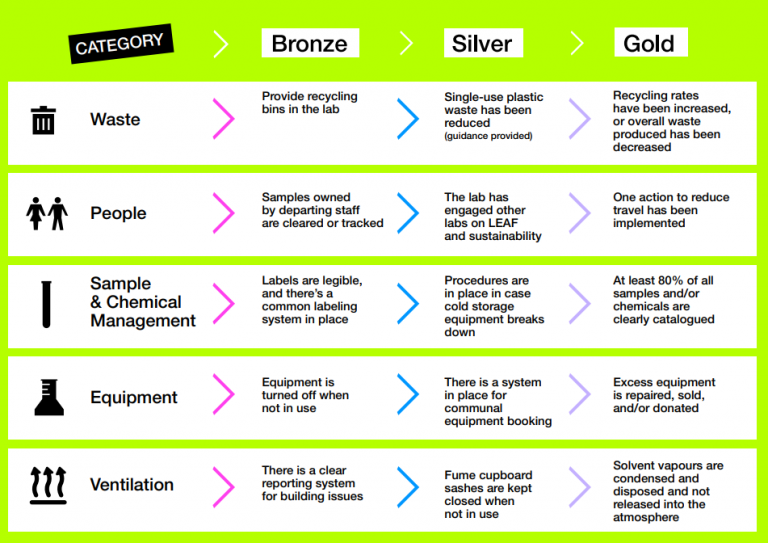 CATEGORY
Bronze
Silver
Gold
Waste
Provide recycling
bins in the lab
Single-use plastic
waste has been
reduced
(guidance provided)
Recycling rates
have been increased,
or overall waste
produced has been
decreased
People
Samples owned
by departing staff
are cleared or tracked
The lab has
engaged other
labs on LEAF
and sustainability
One action to reduce
travel has been
implemented
Sample
& Chemical
Management
Labels are legible,
and there's a
common labeling
system in place
Procedures are
in place in case
cold storage
equipment breaks
down
At least 80% of all
samples and/or
chemicals are
clearly catalogued
Equipment
Equipment is
turned off when
not in use
There is a system
in place for
communal
equipment booking
Excess equipment
is repaired, sold,
and/or donated
Ventilation
There is a clear
reporting system
for building issues
Fume cupboard
sashes are kept
closed when
not in use
Solvent vapours are
condensed and
disposed and not
released into the
atmosphere